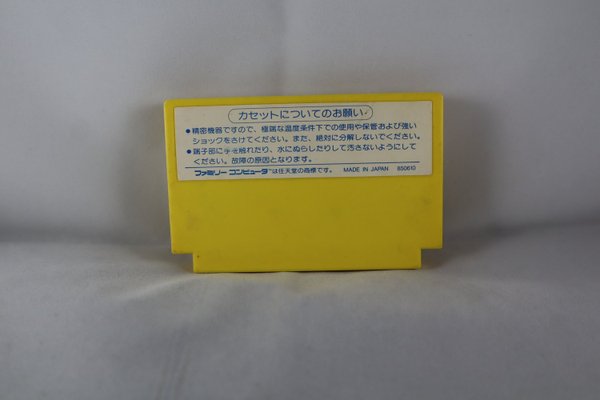 カセットについてのお願い
●精密機器ですので、極端な温度条件下での使用や保管および強い
ショックをさけてください。また、絶対に分解しないでください。
●端子部に手を触れたり、水にぬらしたりして汚さないようにして
ください。故障の原因となります。
ファミリー コンピュータ™は任天堂の商標です。 MADE IN JAPAN 850610